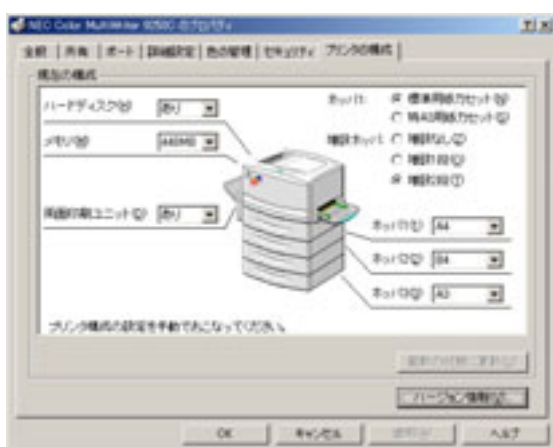 NEC Color MultiWriter 9250C のプロパティ
全般 共有 ポート 詳細設定 色の管理 セキュリティ プリンタの構成
現在の構成
ハードディスク(H) あり
メモリ(M) 448MB
両面印刷ユニット(D) あり
ホッパ1: 標準用紙カセット(N)
カセット
増設ホッパ: 増設なし(Z)
増設1段(Q)
増設2段(T)
ホッパ1(1) A4
ホッパ2(2) B4
ホッパ3(3) A3
プリンタ構成の設定を手動でおこなってください。
バージョン情報(V)...
OK キャンセル 適用(A) ヘルプ